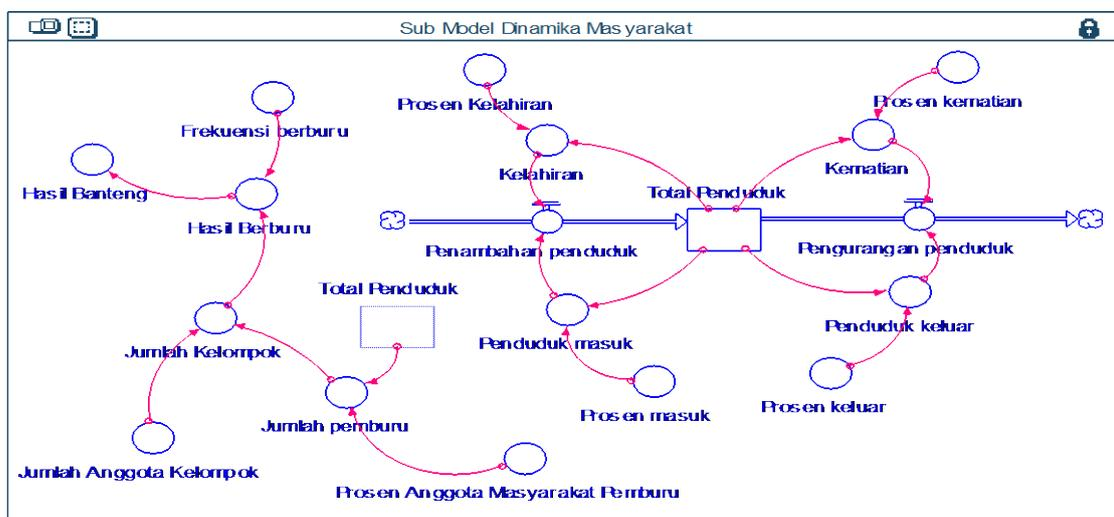 Sub Model Dinamika Masyarakat
Prosen Kelahiran
Prosen kematian
Frekuensi berburu
Kelahiran
Kematian
Hasil Banteng
Total Penduduk
Hasil Berburu
Penambahan penduduk
Pengurangan penduduk
Total Penduduk
Penduduk masuk
Penduduk keluar
Jumlah Kelompok
Prosen masuk
Prosen keluar
Jumlah pemburu
Jumlah Anggota Kelompok
Prosen Anggota Masyarakat Pemburu